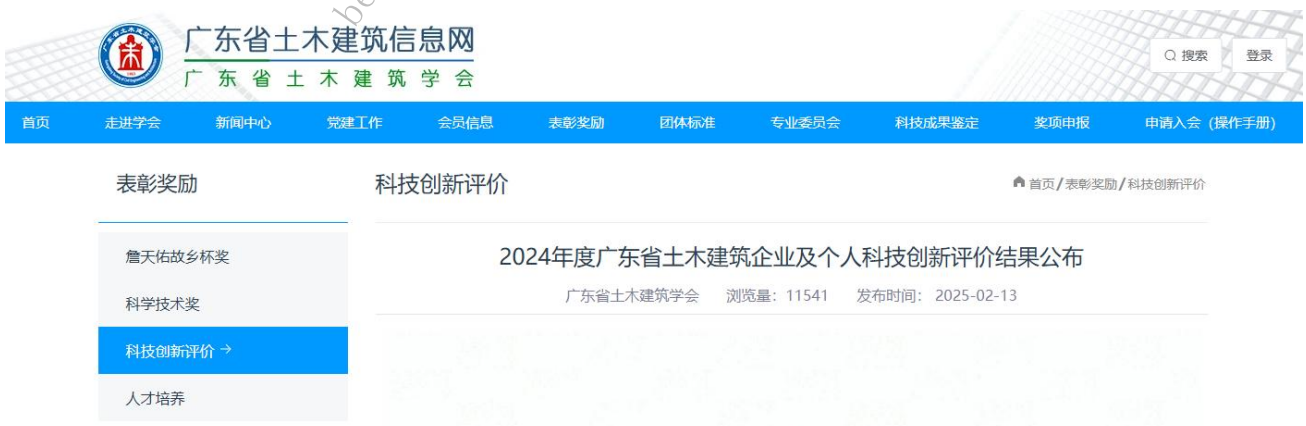 广东省土木建筑信息网
广东省土木建筑学会
搜索 登录
首页 走进学会 新闻中心 党建工作 会员信息 表彰奖励 团体标准 专业委员会 科技成果鉴定 奖项申报 申请入会 (操作手册)
表彰奖励
詹天佑故乡杯奖
科学技术奖
科技创新评价 →
人才培养
科技创新评价
首页/表彰奖励/科技创新评价
2024年度广东省土木建筑企业及个人科技创新评价结果公布
广东省土木建筑学会 浏览量: 11541 发布时间: 2025-02-13